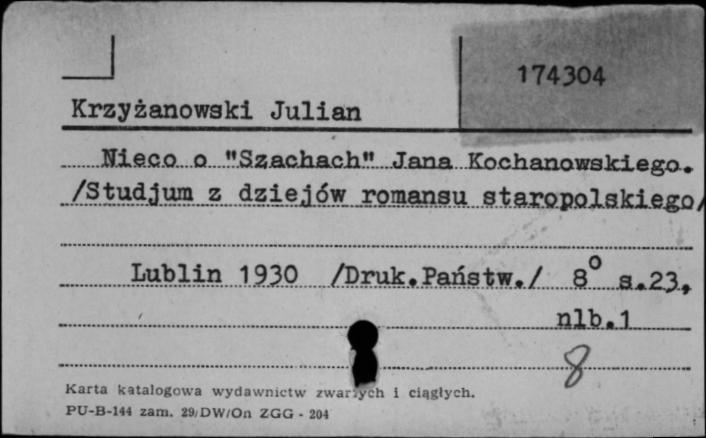 174304
Krzyżanowski Julian
Nieco o "Szachach" Jana Kochanowskiego.
/Studjum z dziejów romansu staropolskiego/
Lublin 1930 /Druk.Państw./ 8° s.23,
nlb.1
8
Karta katalogowa wydawnictw zwartych i ciągłych.
PU-B-144 zam. 29/DW/On ZGG - 204